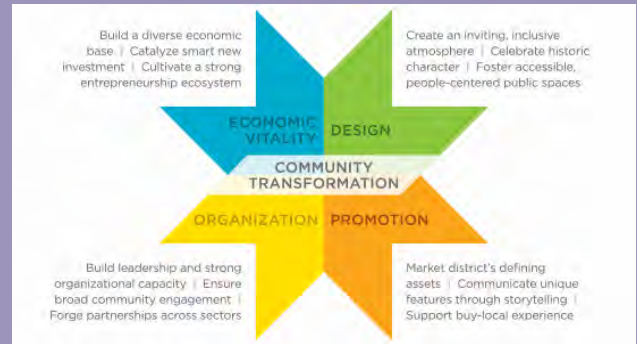 Build a diverse economic
base | Catalyze smart new
investment | Cultivate a strong
entrepreneurship ecosystem
Create an inviting, inclusive
atmosphere | Celebrate historic
character | Foster accessible,
people-centered public spaces
ECONOMIC
VITALITY
DESIGN
COMMUNITY
TRANSFORMATION
ORGANIZATION
PROMOTION
Build leadership and strong
organizational capacity | Ensure
broad community engagement |
Forge partnerships across sectors
Market district's defining
assets | Communicate unique
features through storytelling |
Support buy-local experience